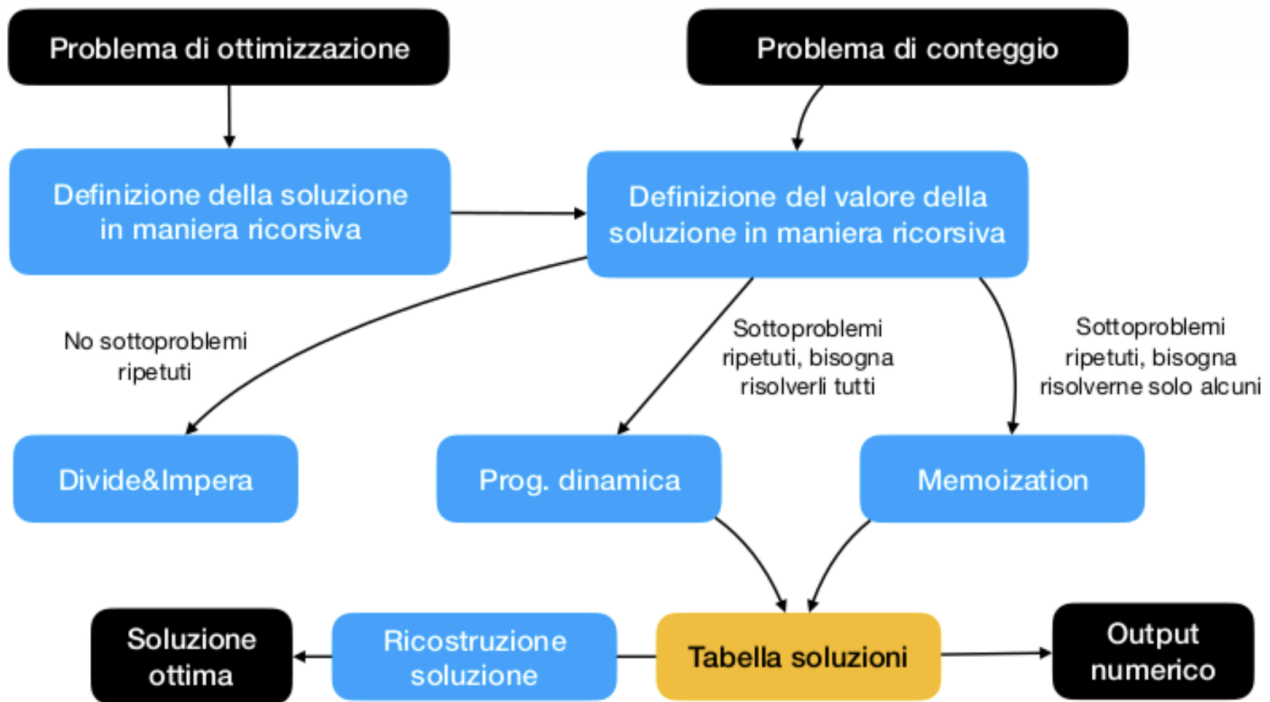 Problema di ottimizzazione
Problema di conteggio
Definizione della soluzione
in maniera ricorsiva
Definizione del valore della
soluzione in maniera ricorsiva
No sottoproblemi
ripetuti
Sottoproblemi
ripetuti, bisogna
risolverli tutti
Sottoproblemi
ripetuti, bisogna
risolverne solo alcuni
Divide&Impera
Prog. dinamica
Memoization
Soluzione
ottima
Ricostruzione
soluzione
Tabella soluzioni
Output
numerico